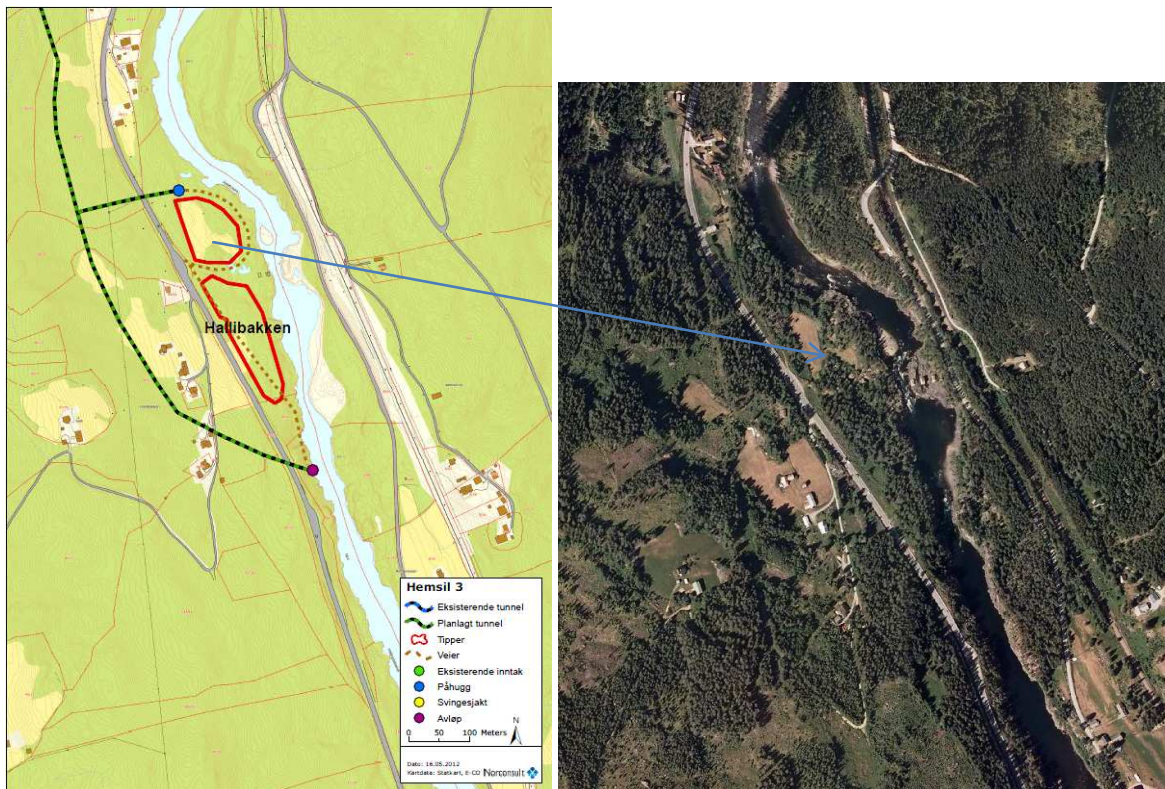 Hallibakken
Hemsil 3
Eksisterende tunnel
Planlagt tunnel
Tipper
Veier
Eksisterende inntak
Påhugg
Svingesjakt
Avløp
N
0 50 100 Meters
Dato: 16.05.2012
Kartdata: Statkart, E-CO Norconsult